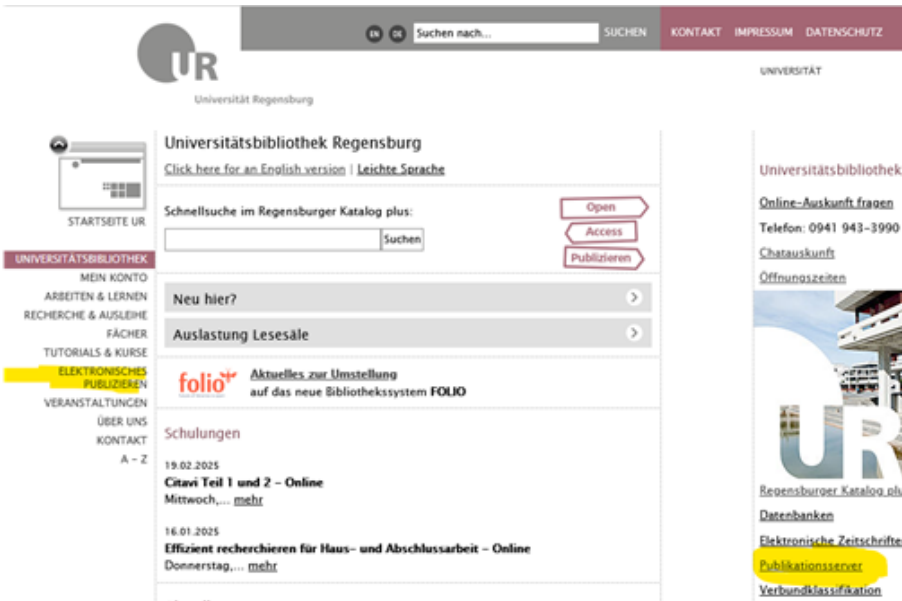 EN DE Suchen nach... SUCHEN KONTAKT IMPRESSUM DATENSCHUTZ
UR
Universität Regensburg
UNIVERSITÄT
STARTSEITE UR
UNIVERSITÄTSBIBLIOTHEK
MEIN KONTO
ARBEITEN & LERNEN
RECHERCHE & AUSLEIHE
FÄCHER
TUTORIALS & KURSE
ELEKTRONISCHES
PUBLIZIEREN
VERANSTALTUNGEN
ÜBER UNS
KONTAKT
A – Z
Universitätsbibliothek Regensburg
Click here for an English version | Leichte Sprache
Schnellsuche im Regensburger Katalog plus:
Suchen
Open
Access
Publizieren
Neu hier?
Auslastung Lesesäle
folio
Aktuelles zur Umstellung
auf das neue Bibliothekssystem FOLIO
Schulungen
19.02.2025
Citavi Teil 1 und 2 – Online
Mittwoch,... mehr
16.01.2025
Effizient recherchieren für Haus- und Abschlussarbeit – Online
Donnerstag,... mehr
Universitätsbibliothek
Online-Auskunft fragen
Telefon: 0941 943-3990
Chatauskunft
Öffnungszeiten
UR
Regensburger Katalog plu
Datenbanken
Elektronische Zeitschrifte
Publikationsserver
Verbundklassifikation